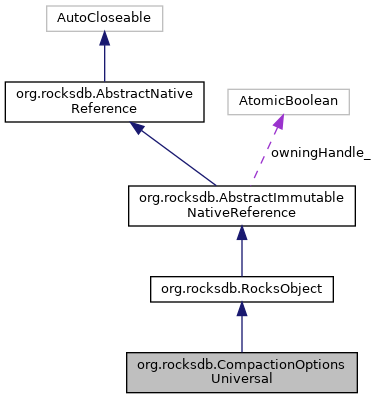 AutoCloseable
org.rocksdb.AbstractNative
Reference
AtomicBoolean
owningHandle_
org.rocksdb.AbstractImmutable
NativeReference
org.rocksdb.RocksObject
org.rocksdb.CompactionOptions
Universal